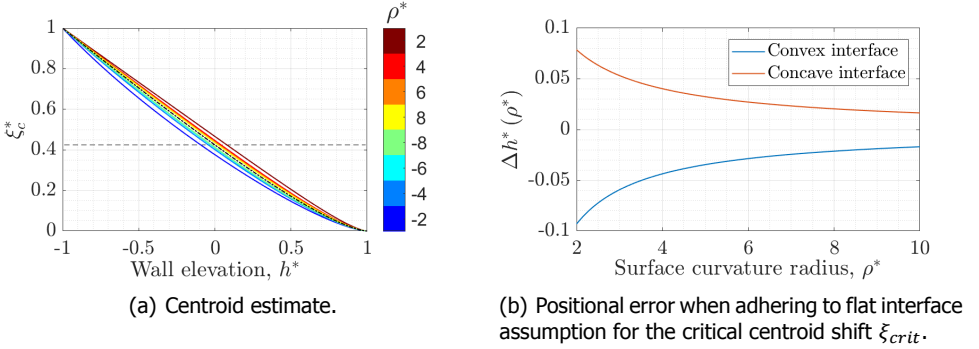 ρ*
1
0.8
0.6
0.4
0.2
0
ξ*c
-1
-0.5
0
0.5
1
Wall elevation, h*
2
4
6
8
-8
-6
-4
-2
(a) Centroid estimate.
0.1
0.05
0
-0.05
-0.1
Δh* (ρ*)
Convex interface
Concave interface
2
4
6
8
10
Surface curvature radius, ρ*
(b) Positional error when adhering to flat interface
assumption for the critical centroid shift ξcrit.